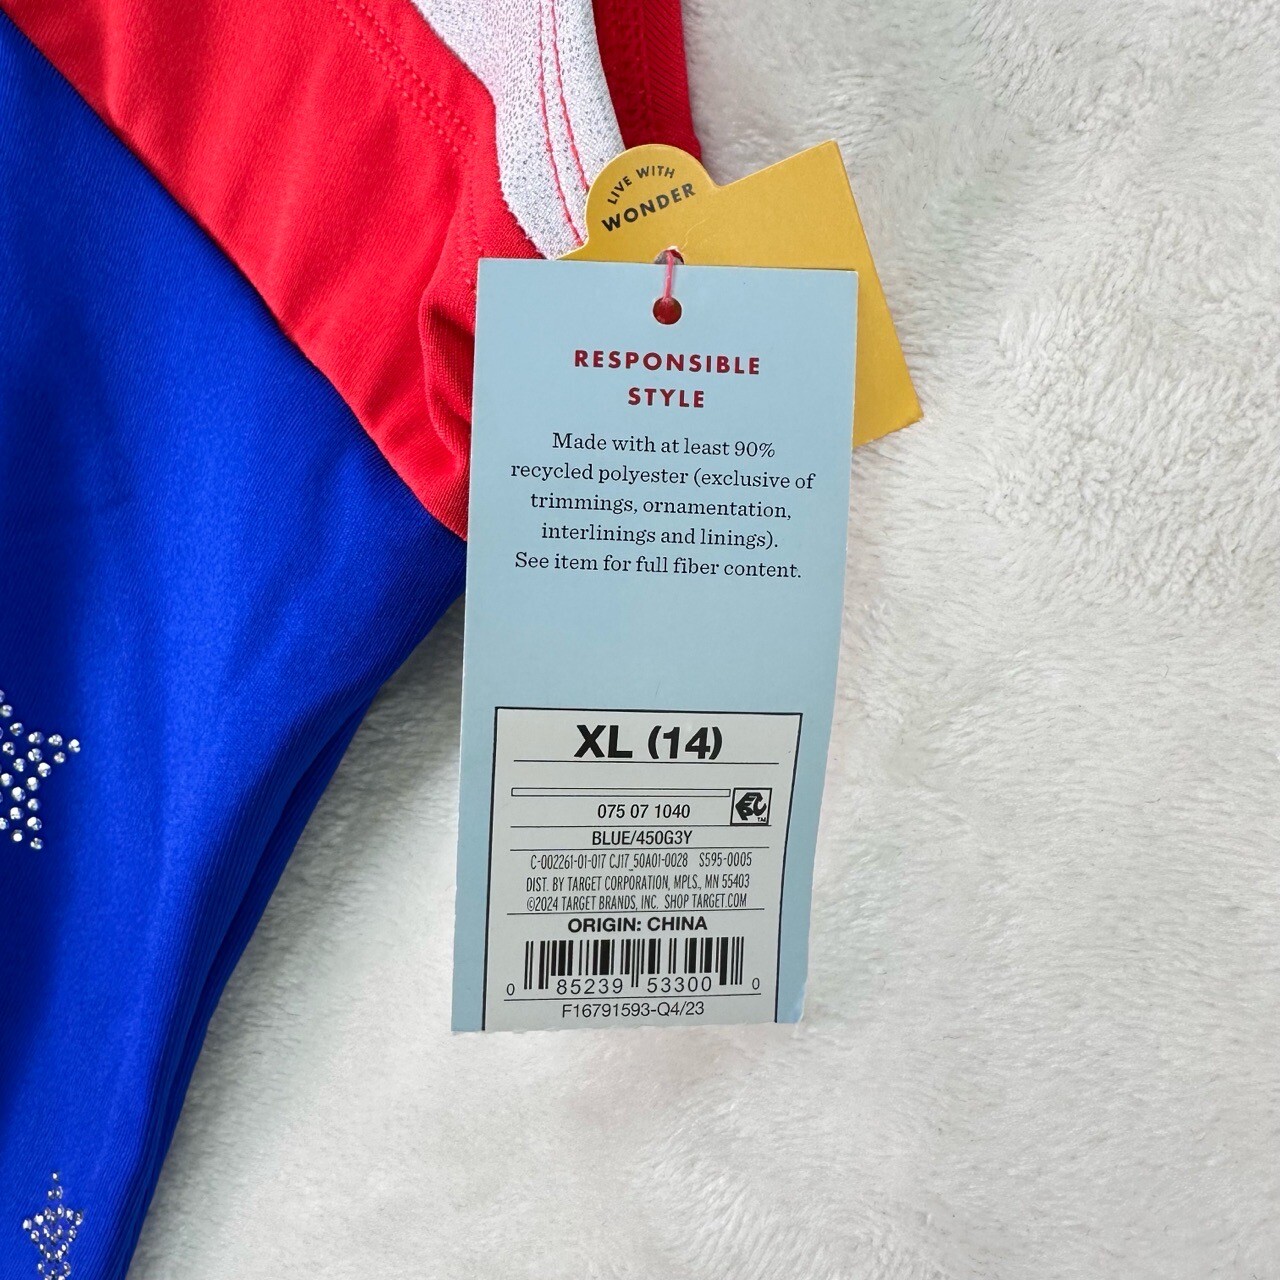 LIVE WITH
WONDER
RESPONSIBLE
STYLE
Made with at least 90%
recycled polyester (exclusive of
trimmings, ornamentation,
interlinings and linings).
See item for full fiber content.
XL (14)
075 07 1040
BLUE/450G3Y
C-002261-01-017 CJ17_50A01-0028 S595-0005
DIST. BY TARGET CORPORATION, MPLS., MN 55403
©2024 TARGET BRANDS, INC. SHOP TARGET.COM
ORIGIN: CHINA
0 85239 53300 0
F16791593-Q4/23